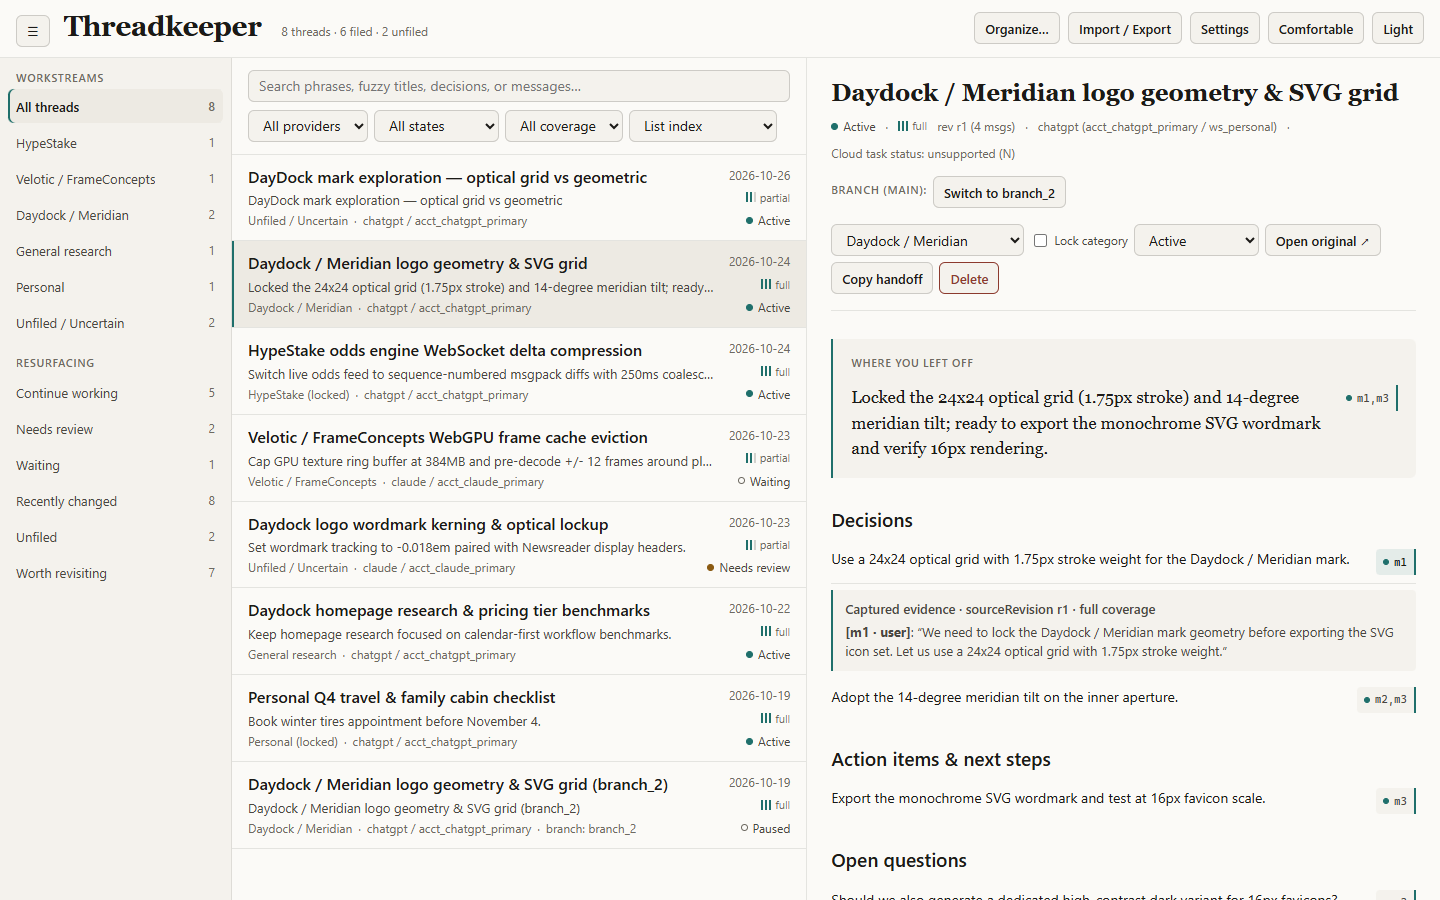 ☰ Threadkeeper 8 threads · 6 filed · 2 unfiled Organize... Import / Export Settings Comfortable Light
WORKSTREAMS
All threads 8
HypeStake 1
Velotic / FrameConcepts 1
Daydock / Meridian 2
General research 1
Personal 1
Unfiled / Uncertain 2
RESURFACING
Continue working 5
Needs review 2
Waiting 1
Recently changed 8
Unfiled 2
Worth revisiting 7
Search phrases, fuzzy titles, decisions, or messages...
All providers All states All coverage List index
DayDock mark exploration — optical grid vs geometric 2026-10-26
DayDock mark exploration — optical grid vs geometric partial
Unfiled / Uncertain · chatgpt / acct_chatgpt_primary Active
Daydock / Meridian logo geometry & SVG grid 2026-10-24
Locked the 24x24 optical grid (1.75px stroke) and 14-degree meridian tilt; ready... full
Daydock / Meridian · chatgpt / acct_chatgpt_primary Active
HypeStake odds engine WebSocket delta compression 2026-10-24
Switch live odds feed to sequence-numbered msgpack diffs with 250ms coalesc... full
HypeStake (locked) · chatgpt / acct_chatgpt_primary Active
Velotic / FrameConcepts WebGPU frame cache eviction 2026-10-23
Cap GPU texture ring buffer at 384MB and pre-decode +/- 12 frames around pl... partial
Velotic / FrameConcepts · claude / acct_claude_primary Waiting
Daydock logo wordmark kerning & optical lockup 2026-10-23
Set wordmark tracking to -0.018em paired with Newsreader display headers. partial
Unfiled / Uncertain · claude / acct_claude_primary Needs review
Daydock homepage research & pricing tier benchmarks 2026-10-22
Keep homepage research focused on calendar-first workflow benchmarks. full
General research · chatgpt / acct_chatgpt_primary Active
Personal Q4 travel & family cabin checklist 2026-10-19
Book winter tires appointment before November 4. full
Personal (locked) · chatgpt / acct_chatgpt_primary Active
Daydock / Meridian logo geometry & SVG grid (branch_2) 2026-10-19
Daydock / Meridian logo geometry & SVG grid (branch_2) full
Daydock / Meridian · chatgpt / acct_chatgpt_primary · branch: branch_2 Paused
Daydock / Meridian logo geometry & SVG grid
Active · full rev r1 (4 msgs) · chatgpt (acct_chatgpt_primary / ws_personal) ·
Cloud task status: unsupported (N)
BRANCH (MAIN): Switch to branch_2
Daydock / Meridian Lock category Active Open original ↗
Copy handoff Delete
WHERE YOU LEFT OFF
Locked the 24x24 optical grid (1.75px stroke) and 14-degree m1,m3
meridian tilt; ready to export the monochrome SVG wordmark
and verify 16px rendering.
Decisions
Use a 24x24 optical grid with 1.75px stroke weight for the Daydock / Meridian mark. m1
Captured evidence · sourceRevision r1 · full coverage
[m1 · user]: “We need to lock the Daydock / Meridian mark geometry before exporting the SVG
icon set. Let us use a 24x24 optical grid with 1.75px stroke weight.”
Adopt the 14-degree meridian tilt on the inner aperture. m2,m3
Action items & next steps
Export the monochrome SVG wordmark and test at 16px favicon scale. m3
Open questions
Should we also generate a dedicated high-contrast dark variant for 16px favicons?